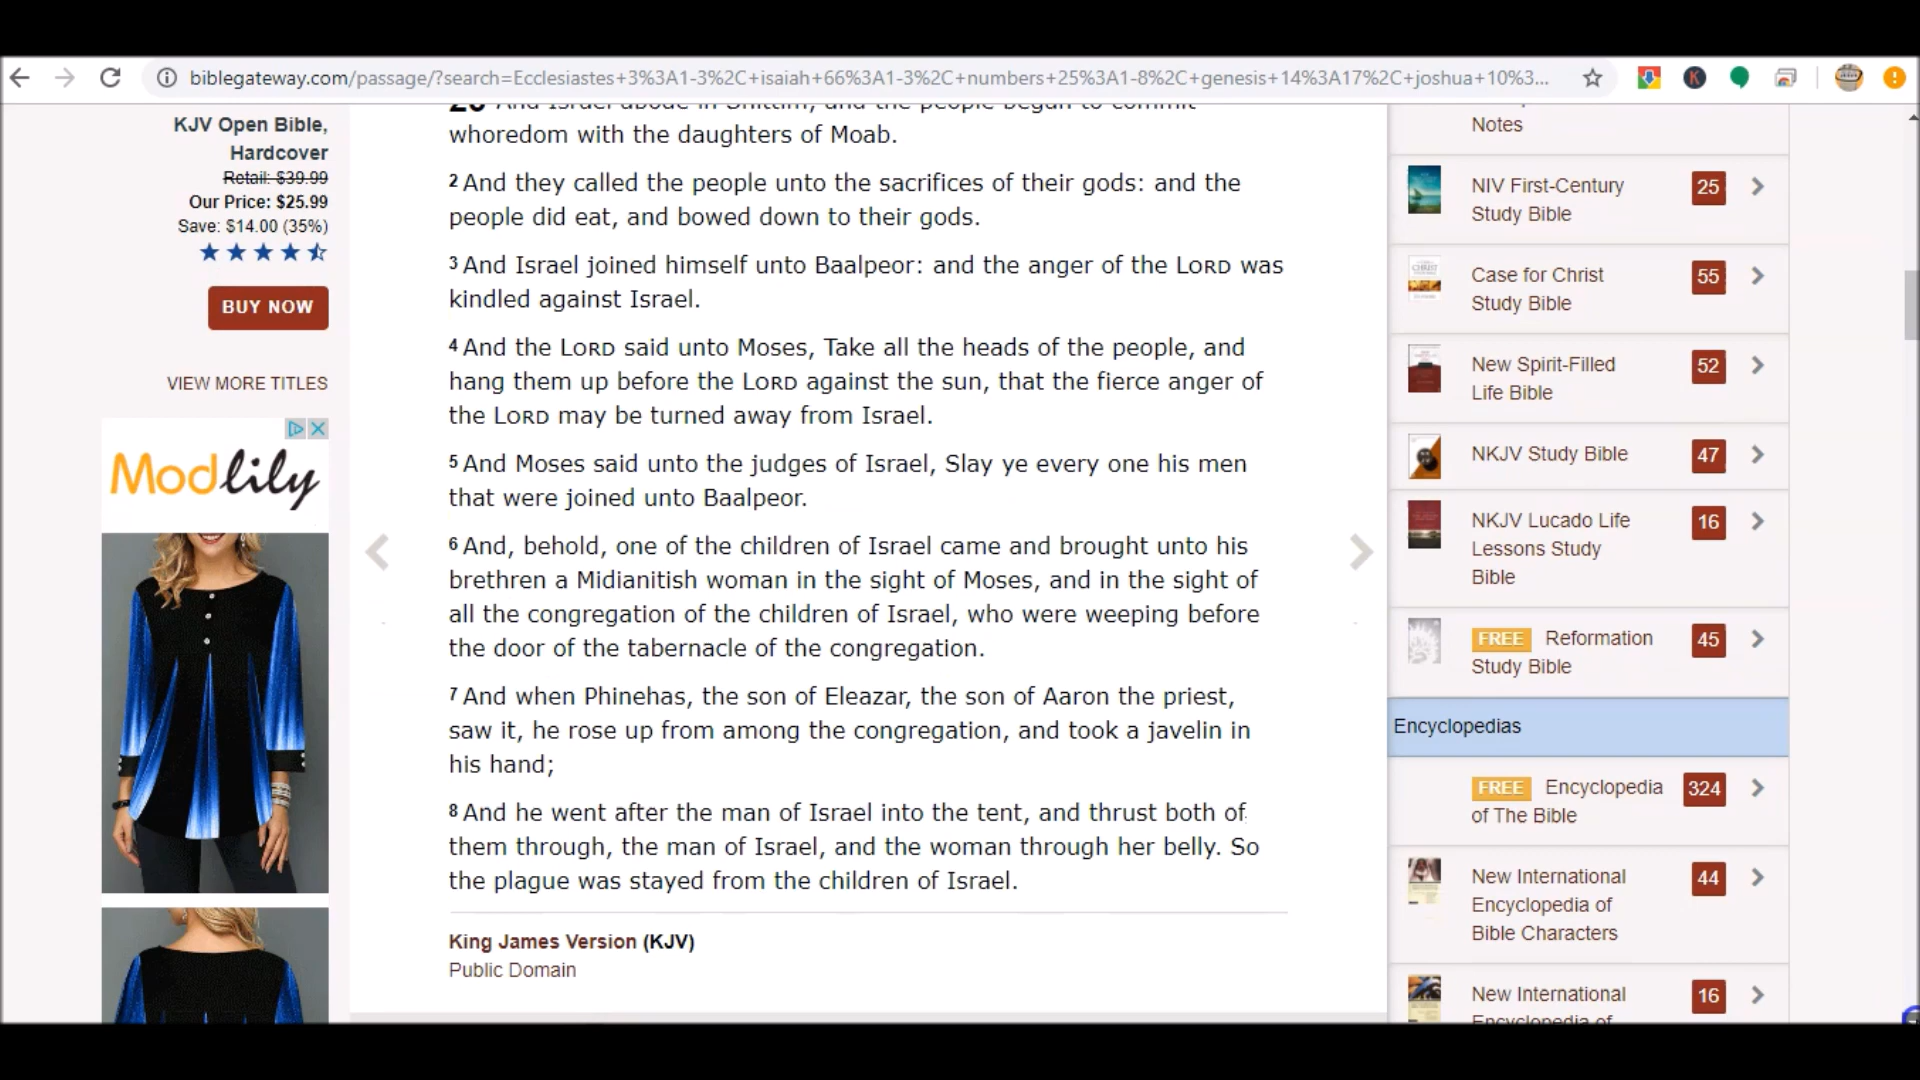 biblegateway.com/passage/?search=Ecclesiastes+3%3A1-3%2C+isaiah+66%3A1-3%2C+numbers+25%3A1-8%2C+genesis+14%3A17%2C+joshua+10%3...
KJV Open Bible,
Hardcover
Retail: $39.99
Our Price: $25.99
Save: $14.00 (35%)
BUY NOW
VIEW MORE TITLES
Modlily
25 And Israel abode in Shittim, and the people began to commit
whoredom with the daughters of Moab.
2 And they called the people unto the sacrifices of their gods: and the
people did eat, and bowed down to their gods.
3 And Israel joined himself unto Baalpeor: and the anger of the LORD was
kindled against Israel.
4 And the LORD said unto Moses, Take all the heads of the people, and
hang them up before the LORD against the sun, that the fierce anger of
the LORD may be turned away from Israel.
5 And Moses said unto the judges of Israel, Slay ye every one his men
that were joined unto Baalpeor.
6 And, behold, one of the children of Israel came and brought unto his
brethren a Midianitish woman in the sight of Moses, and in the sight of
all the congregation of the children of Israel, who were weeping before
the door of the tabernacle of the congregation.
7 And when Phinehas, the son of Eleazar, the son of Aaron the priest,
saw it, he rose up from among the congregation, and took a javelin in
his hand;
8 And he went after the man of Israel into the tent, and thrust both of
them through, the man of Israel, and the woman through her belly. So
the plague was stayed from the children of Israel.
King James Version (KJV)
Public Domain
Notes
NIV First-Century 25
Study Bible
Case for Christ 55
Study Bible
New Spirit-Filled 52
Life Bible
NKJV Study Bible 47
NKJV Lucado Life 16
Lessons Study
Bible
FREE Reformation 45
Study Bible
Encyclopedias
FREE Encyclopedia 324
of The Bible
New International 44
Encyclopedia of
Bible Characters
New International 16
Encyclopedia of